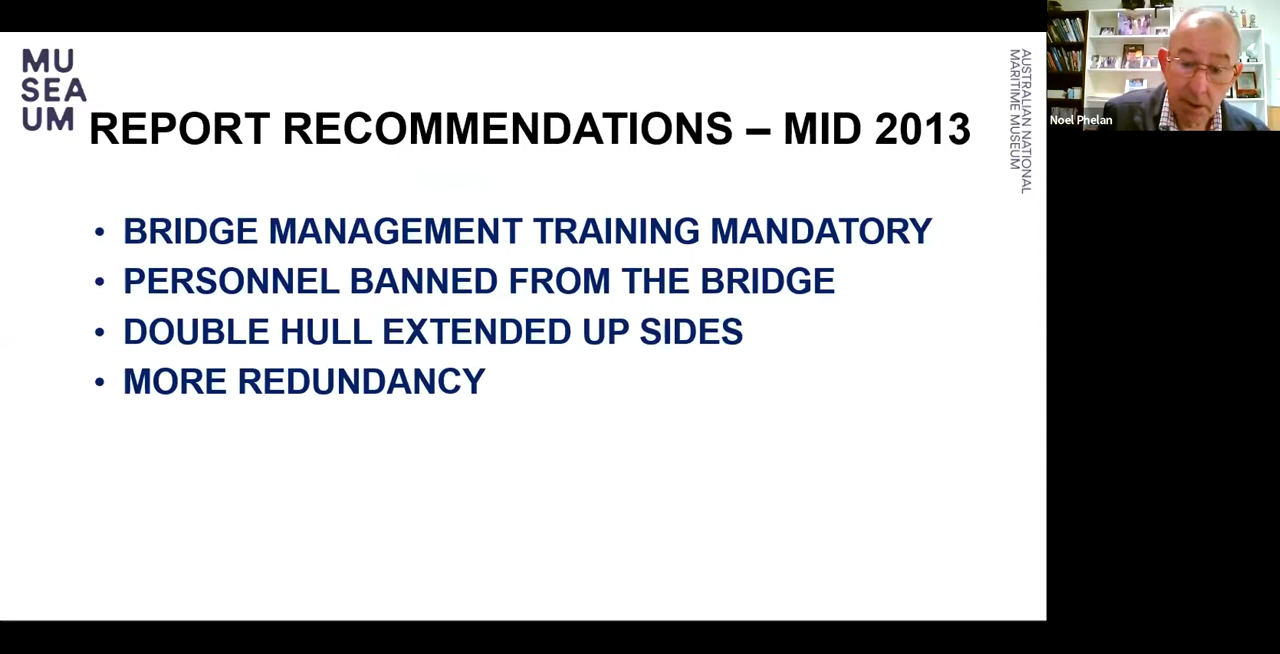 MU
SEA
UM
REPORT RECOMMENDATIONS – MID 2013
AUSTRALIAN NATIONAL
MARITIME MUSEUM
• BRIDGE MANAGEMENT TRAINING MANDATORY
• PERSONNEL BANNED FROM THE BRIDGE
• DOUBLE HULL EXTENDED UP SIDES
• MORE REDUNDANCY
Noel Phelan